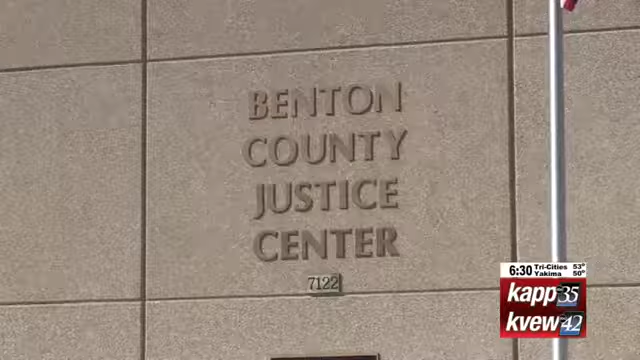 BENTON
COUNTY
JUSTICE
CENTER
7122
6:30 Tri-Cities 53°
Yakima 50°
kapp 35
kvew 42